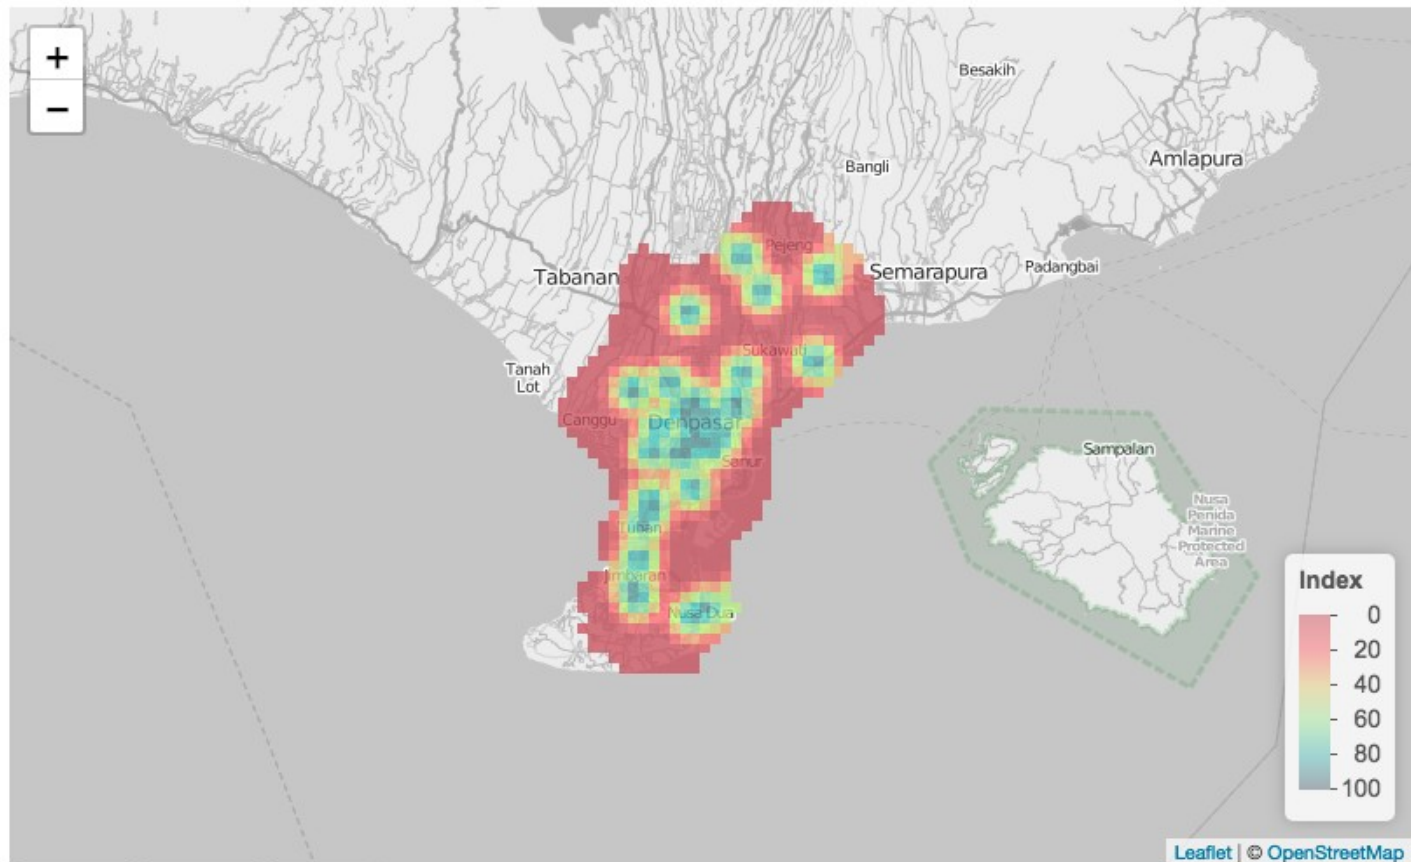 +
−
Besakih
Bangli
Amlapura
Pejeng
Tabanan
Semarapura
Padangbai
Sukawati
Tanah
Lot
Canggu
Denpasar
Sanur
Sampalan
Nusa
Penida
Marine
Protected
Area
Tuban
Jimbaran
Nusa Dua
Index
0
20
40
60
80
100
Leaflet | © OpenStreetMap